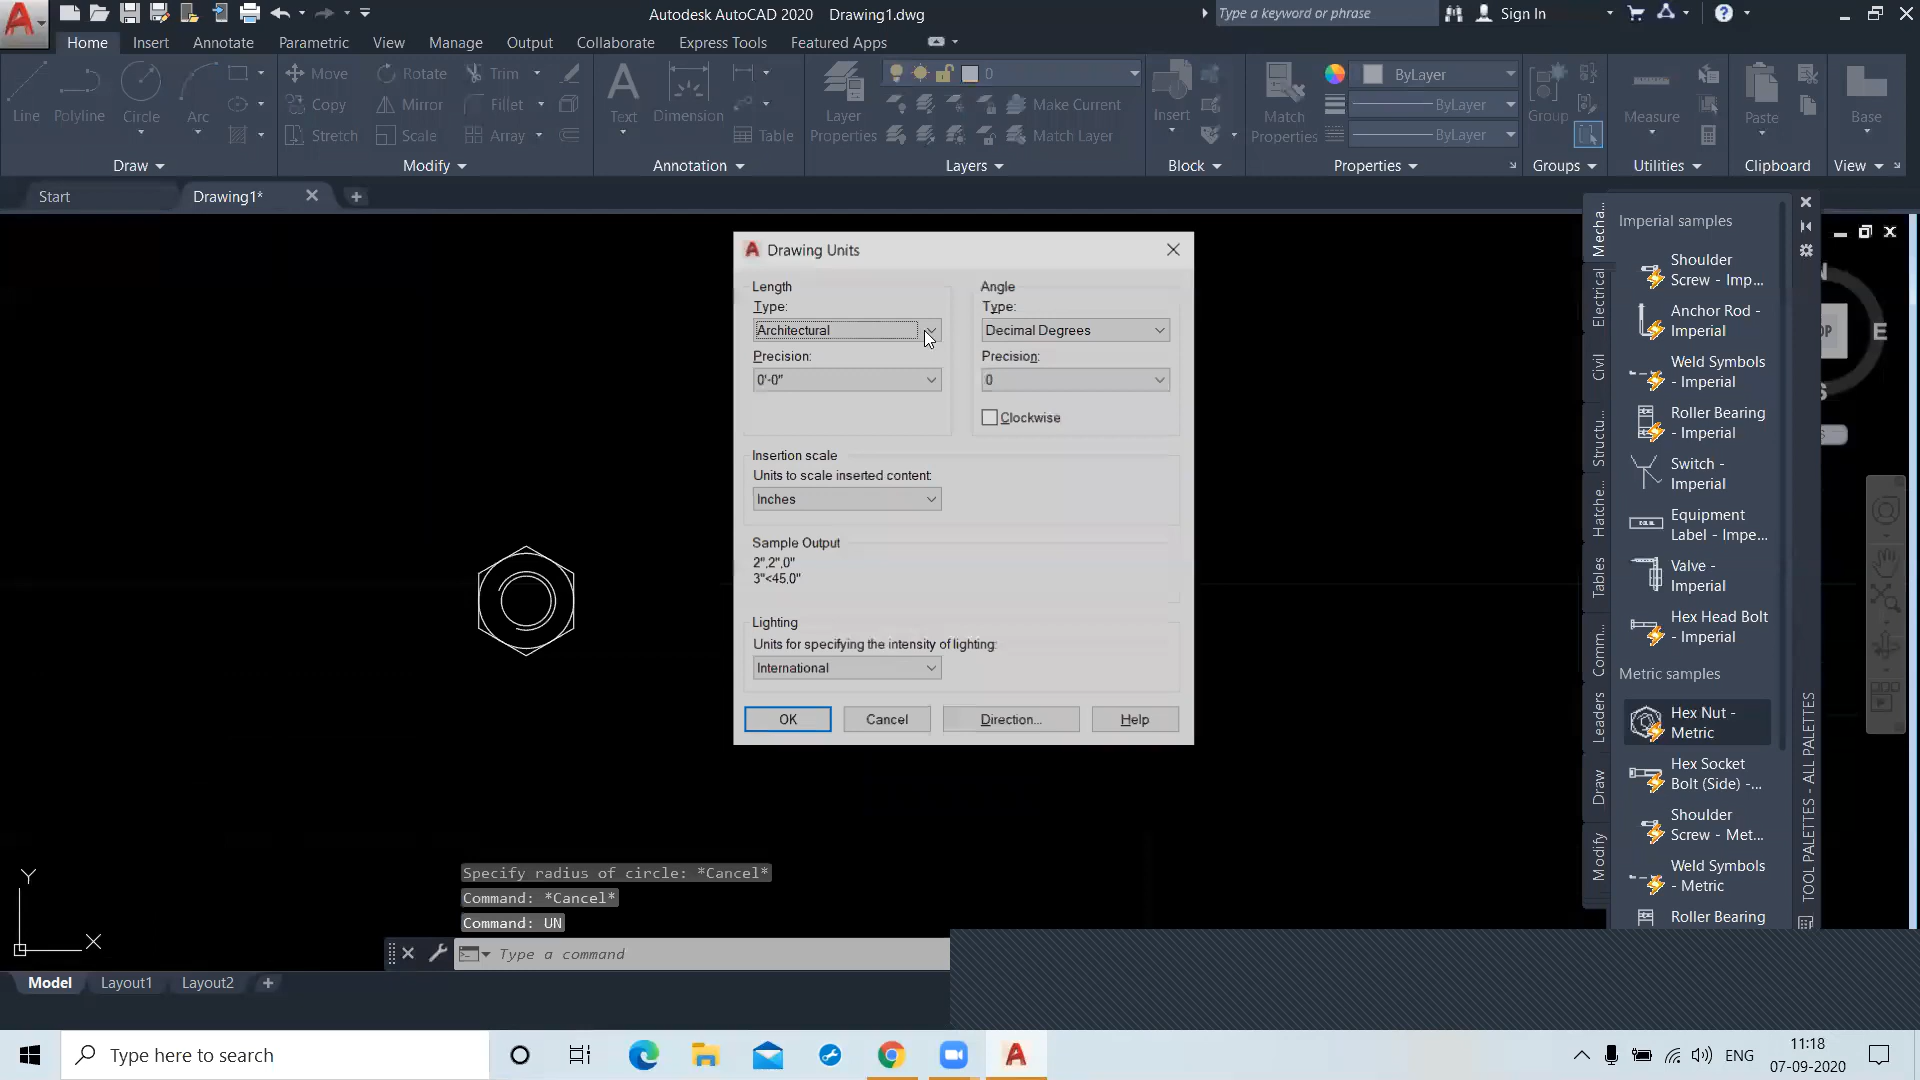 Autodesk AutoCAD 2020 Drawing1.dwg
Type a keyword or phrase
Sign In
Home Insert Annotate Parametric View Manage Output Collaborate Express Tools Featured Apps
Line Polyline Circle Arc
Move Rotate Trim
Copy Mirror Fillet
Stretch Scale Array
Text Dimension Table
Layer Properties
0
Make Current
Match Layer
Insert
Match Properties
ByLayer
ByLayer
ByLayer
Group
Measure
Paste
Base
Draw Modify Annotation Layers Block Properties Groups Utilities Clipboard View
Start Drawing1*
Drawing Units
Length
Type:
Architectural
Precision:
0'-0"
Angle
Type:
Decimal Degrees
Precision:
0
Clockwise
Insertion scale
Units to scale inserted content:
Inches
Sample Output
2",2",0"
3"<45,0"
Lighting
Units for specifying the intensity of lighting:
International
OK Cancel Direction... Help
Mecha...
Electrical
Civil
Structu...
Hatche...
Tables
Comm...
Leaders
Draw
Modify
Imperial samples
Shoulder
Screw - Imp...
Anchor Rod -
Imperial
Weld Symbols
- Imperial
Roller Bearing
- Imperial
Switch -
Imperial
Equipment
Label - Impe...
Valve -
Imperial
Hex Head Bolt
- Imperial
Metric samples
Hex Nut -
Metric
Hex Socket
Bolt (Side) -...
Shoulder
Screw - Met...
Weld Symbols
- Metric
Roller Bearing
TOOL PALETTES - ALL PALETTES
E
Y
X
Specify radius of circle: *Cancel*
Command: *Cancel*
Command: UN
Type a command
Model Layout1 Layout2
Type here to search
ENG
11:18
07-09-2020